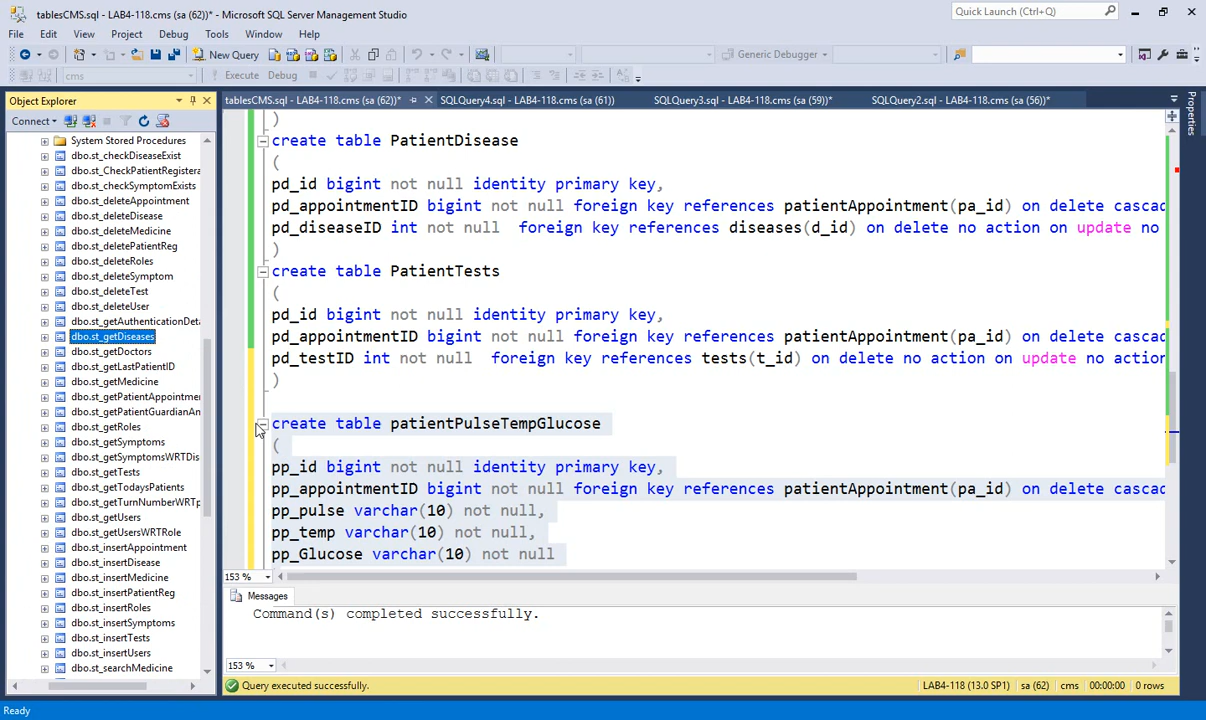 tablesCMS.sql - LAB4-118.cms (sa (62))* - Microsoft SQL Server Management Studio
Quick Launch (Ctrl+Q)
File Edit View Project Debug Tools Window Help
New Query
Generic Debugger
cms
Execute Debug
Object Explorer
tablesCMS.sql - LAB4-118.cms (sa (62))*
SQLQuery4.sql - LAB4-118.cms (sa (61))
SQLQuery3.sql - LAB4-118.cms (sa (59))*
SQLQuery2.sql - LAB4-118.cms (sa (56))*
Properties
Connect
System Stored Procedures
dbo.st_checkDiseaseExist
dbo.st_CheckPatientRegistera
dbo.st_checkSymptomExists
dbo.st_deleteAppointment
dbo.st_deleteDisease
dbo.st_deleteMedicine
dbo.st_deletePatientReg
dbo.st_deleteRoles
dbo.st_deleteSymptom
dbo.st_deleteTest
dbo.st_deleteUser
dbo.st_getAuthenticationDeta
dbo.st_getDiseases
dbo.st_getDoctors
dbo.st_getLastPatientID
dbo.st_getMedicine
dbo.st_getPatientAppointme
dbo.st_getPatientGuardianAn
dbo.st_getRoles
dbo.st_getSymptoms
dbo.st_getSymptomsWRTDis
dbo.st_getTests
dbo.st_getTodaysPatients
dbo.st_getTurnNumberWRTp
dbo.st_getUsers
dbo.st_getUsersWRTRole
dbo.st_insertAppointment
dbo.st_insertDisease
dbo.st_insertMedicine
dbo.st_insertPatientReg
dbo.st_insertRoles
dbo.st_insertSymptoms
dbo.st_insertTests
dbo.st_insertUsers
dbo.st_searchMedicine
)
create table PatientDisease
(
pd_id bigint not null identity primary key,
pd_appointmentID bigint not null foreign key references patientAppointment(pa_id) on delete cascad
pd_diseaseID int not null  foreign key references diseases(d_id) on delete no action on update no
)
create table PatientTests
(
pd_id bigint not null identity primary key,
pd_appointmentID bigint not null foreign key references patientAppointment(pa_id) on delete cascad
pd_testID int not null  foreign key references tests(t_id) on delete no action on update no action
)
create table patientPulseTempGlucose
(
pp_id bigint not null identity primary key,
pp_appointmentID bigint not null foreign key references patientAppointment(pa_id) on delete cascad
pp_pulse varchar(10) not null,
pp_temp varchar(10) not null,
pp_Glucose varchar(10) not null
153 %
Messages
Command(s) completed successfully.
153 %
Query executed successfully.
LAB4-118 (13.0 SP1) sa (62) cms 00:00:00 0 rows
Ready